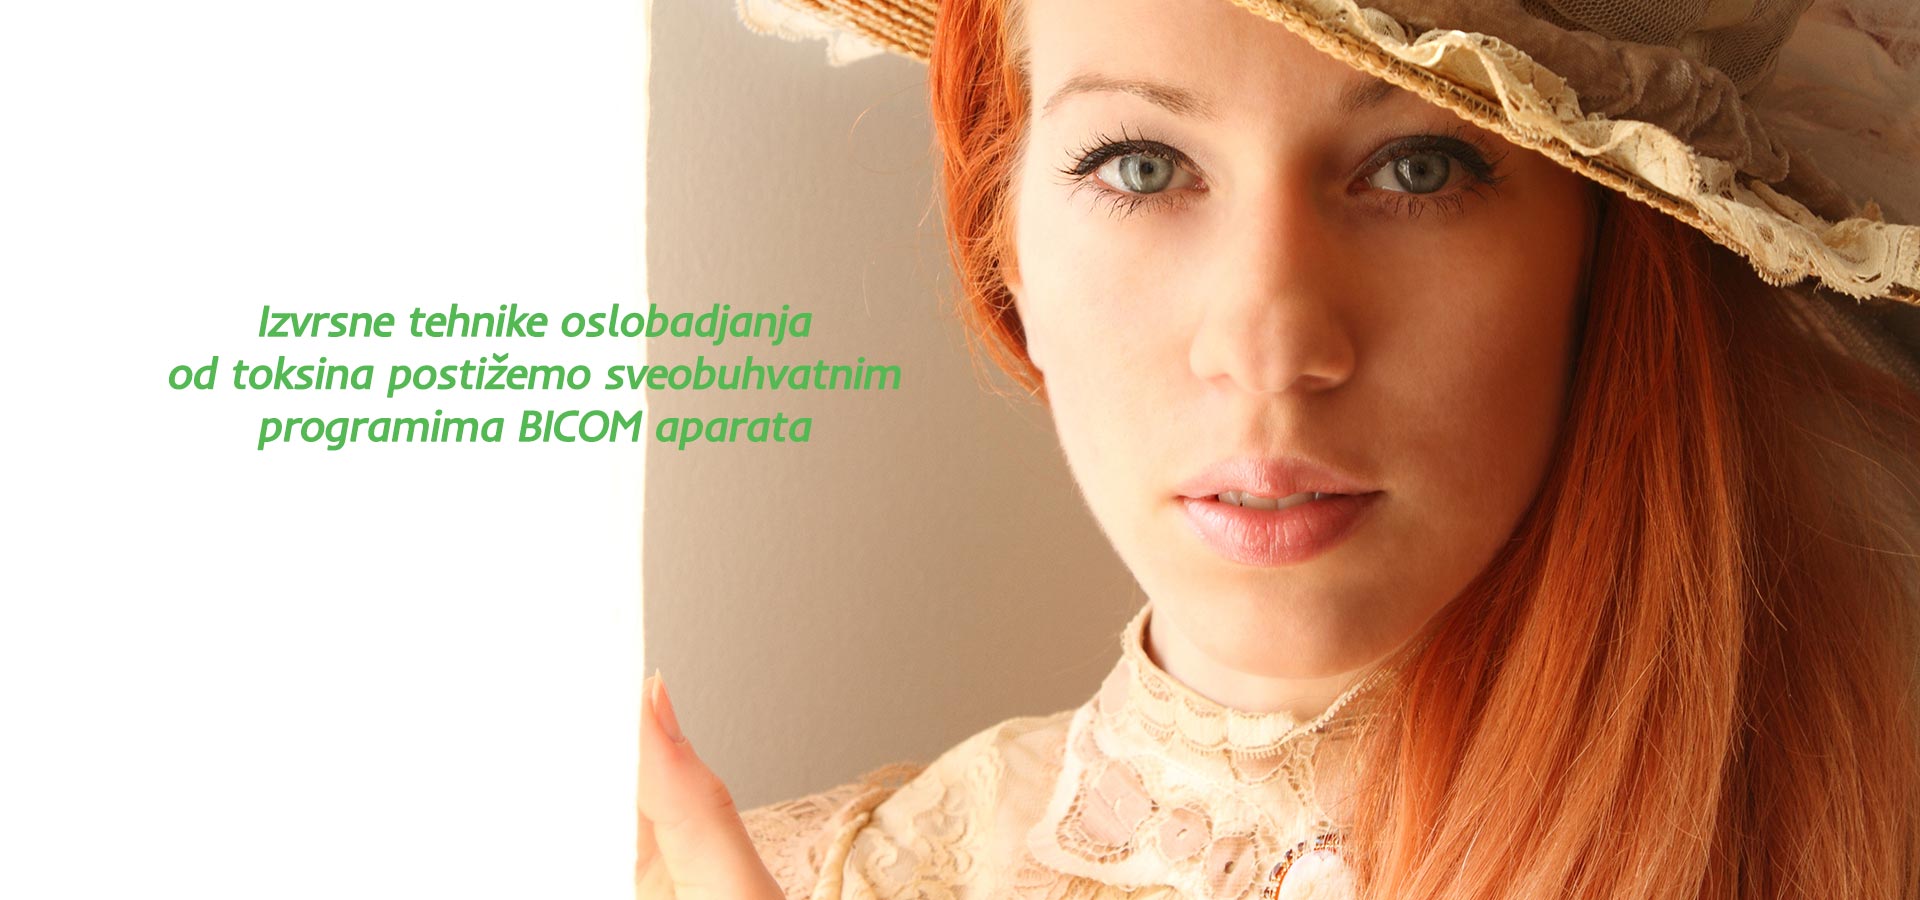 Izvrsne tehnike oslobadjanja
od toksina postižemo sveobuhvatnim
programima BICOM aparata